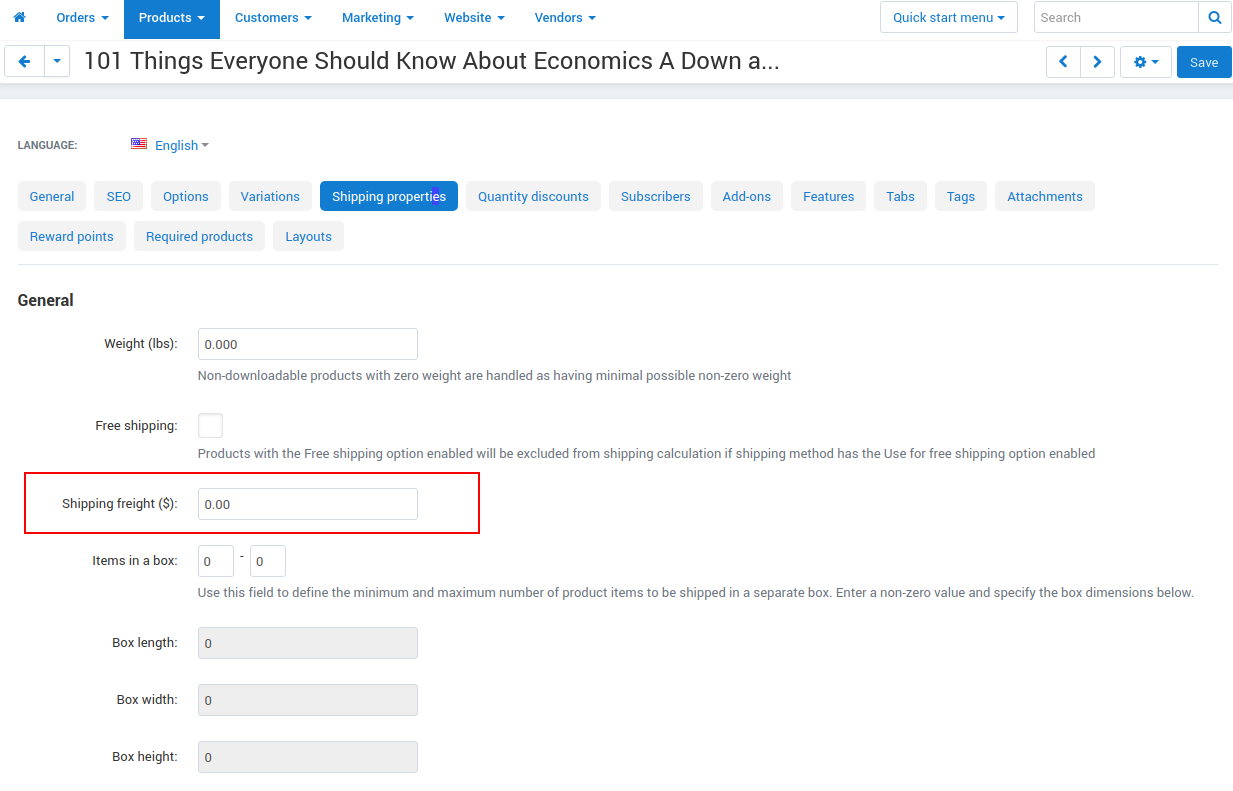 Orders Products Customers Marketing Website Vendors Quick start menu Search
101 Things Everyone Should Know About Economics A Down a... Save
LANGUAGE: English
General SEO Options Variations Shipping properties Quantity discounts Subscribers Add-ons Features Tabs Tags Attachments
Reward points Required products Layouts
General
Weight (lbs): 0.000
Non-downloadable products with zero weight are handled as having minimal possible non-zero weight
Free shipping:
Products with the Free shipping option enabled will be excluded from shipping calculation if shipping method has the Use for free shipping option enabled
Shipping freight ($): 0.00
Items in a box: 0 - 0
Use this field to define the minimum and maximum number of product items to be shipped in a separate box. Enter a non-zero value and specify the box dimensions below.
Box length: 0
Box width: 0
Box height: 0